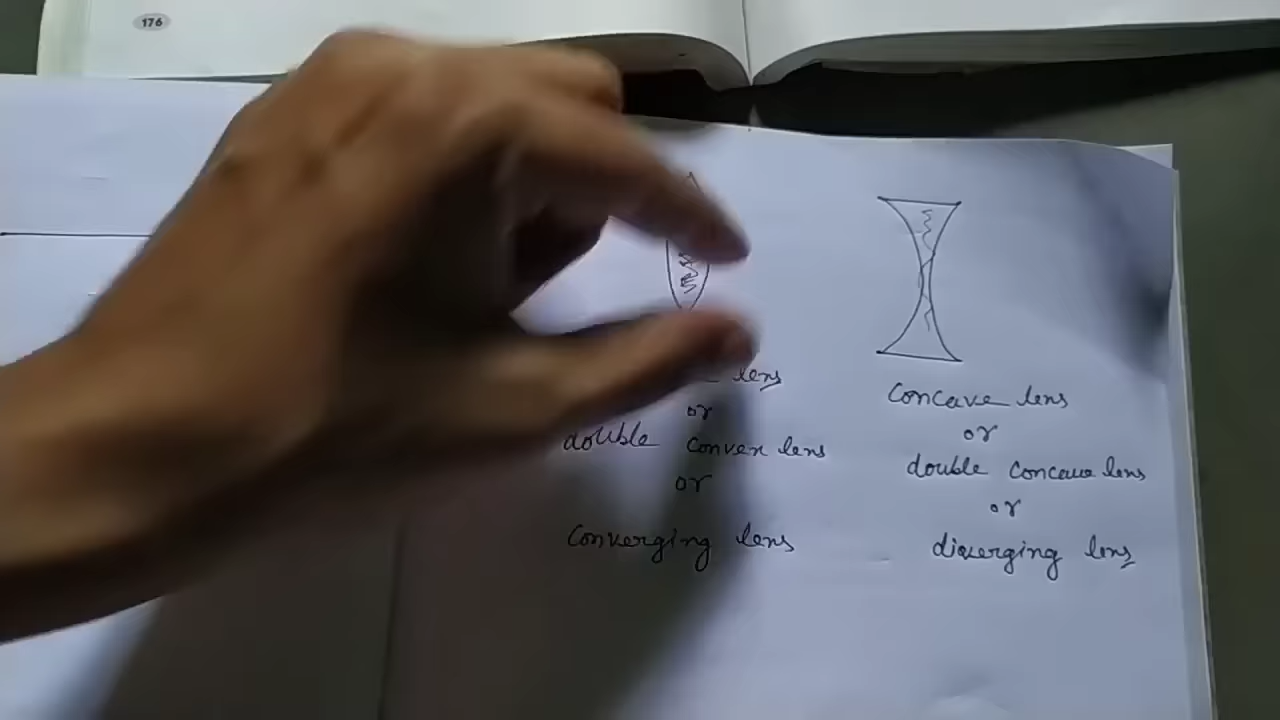 176
lens
or
double convex lens
or
converging lens
concave lens
or
double concave lens
or
diverging lens